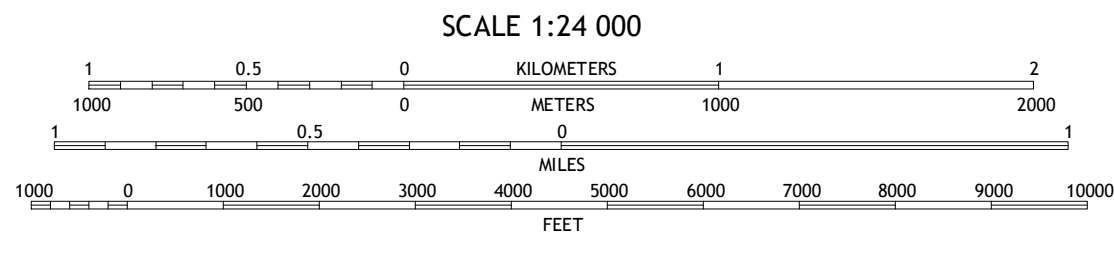 SCALE 1:24 000
1 0.5 0 KILOMETERS 1 2
1000 500 0 METERS 1000 2000
1 0.5 0 1
MILES
1000 0 1000 2000 3000 4000 5000 6000 7000 8000 9000 10000
FEET